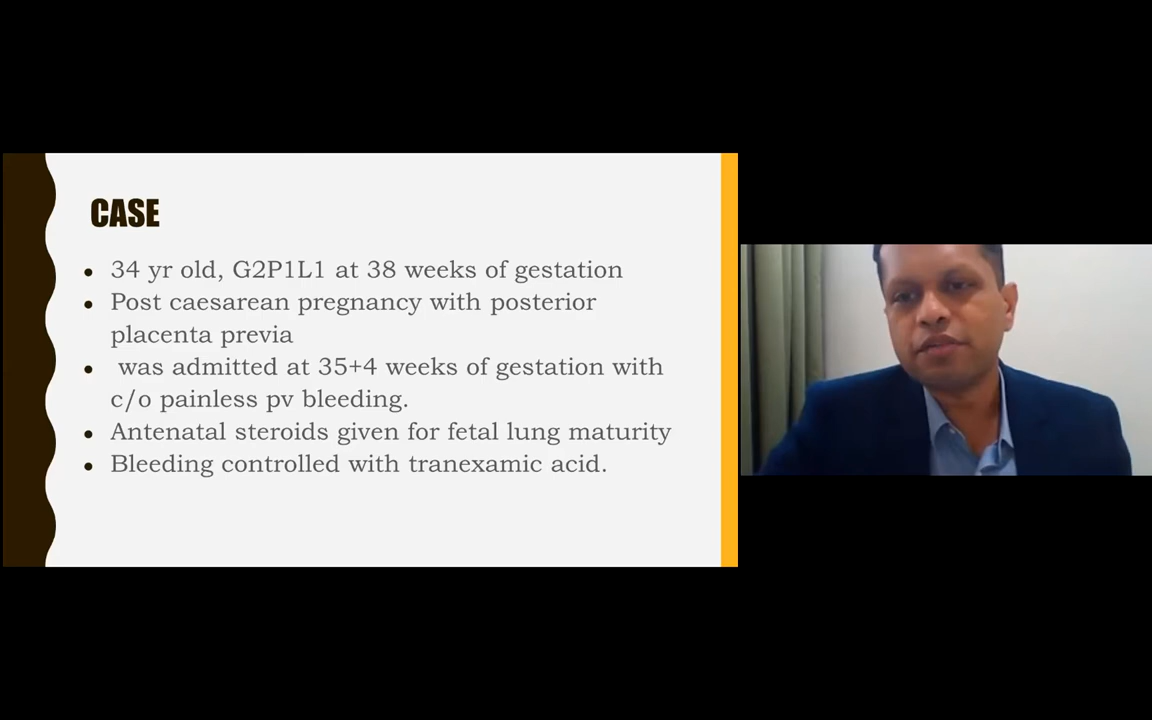 CASE
• 34 yr old, G2P1L1 at 38 weeks of gestation
• Post caesarean pregnancy with posterior
placenta previa
• was admitted at 35+4 weeks of gestation with
c/o painless pv bleeding.
• Antenatal steroids given for fetal lung maturity
• Bleeding controlled with tranexamic acid.